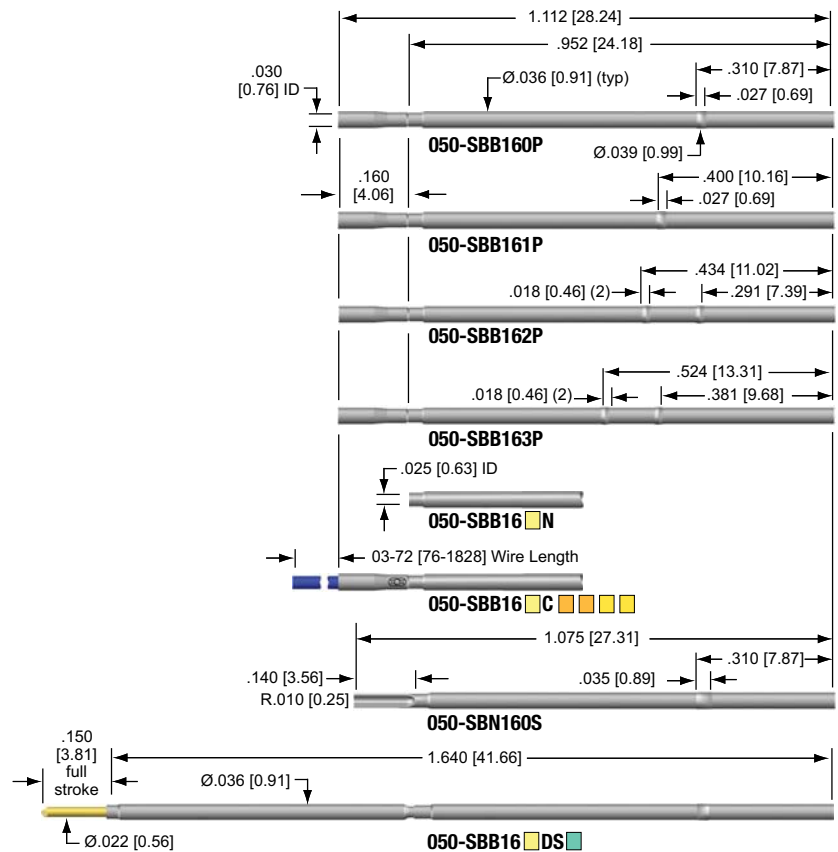 1.112 [28.24]
.952 [24.18]
.030
[0.76] ID
Ø.036 [0.91] (typ)
.310 [7.87]
.027 [0.69]
050-SBB160P
Ø.039 [0.99]
.160
[4.06]
.400 [10.16]
.027 [0.69]
050-SBB161P
.434 [11.02]
.018 [0.46] (2)
.291 [7.39]
050-SBB162P
.524 [13.31]
.018 [0.46] (2)
.381 [9.68]
050-SBB163P
.025 [0.63] ID
050-SBB16 N
03-72 [76-1828] Wire Length
050-SBB16 C
1.075 [27.31]
.310 [7.87]
.140 [3.56]
R.010 [0.25]
.035 [0.89]
050-SBN160S
.150
[3.81]
full
stroke
1.640 [41.66]
Ø.036 [0.91]
Ø.022 [0.56]
050-SBB16 DS